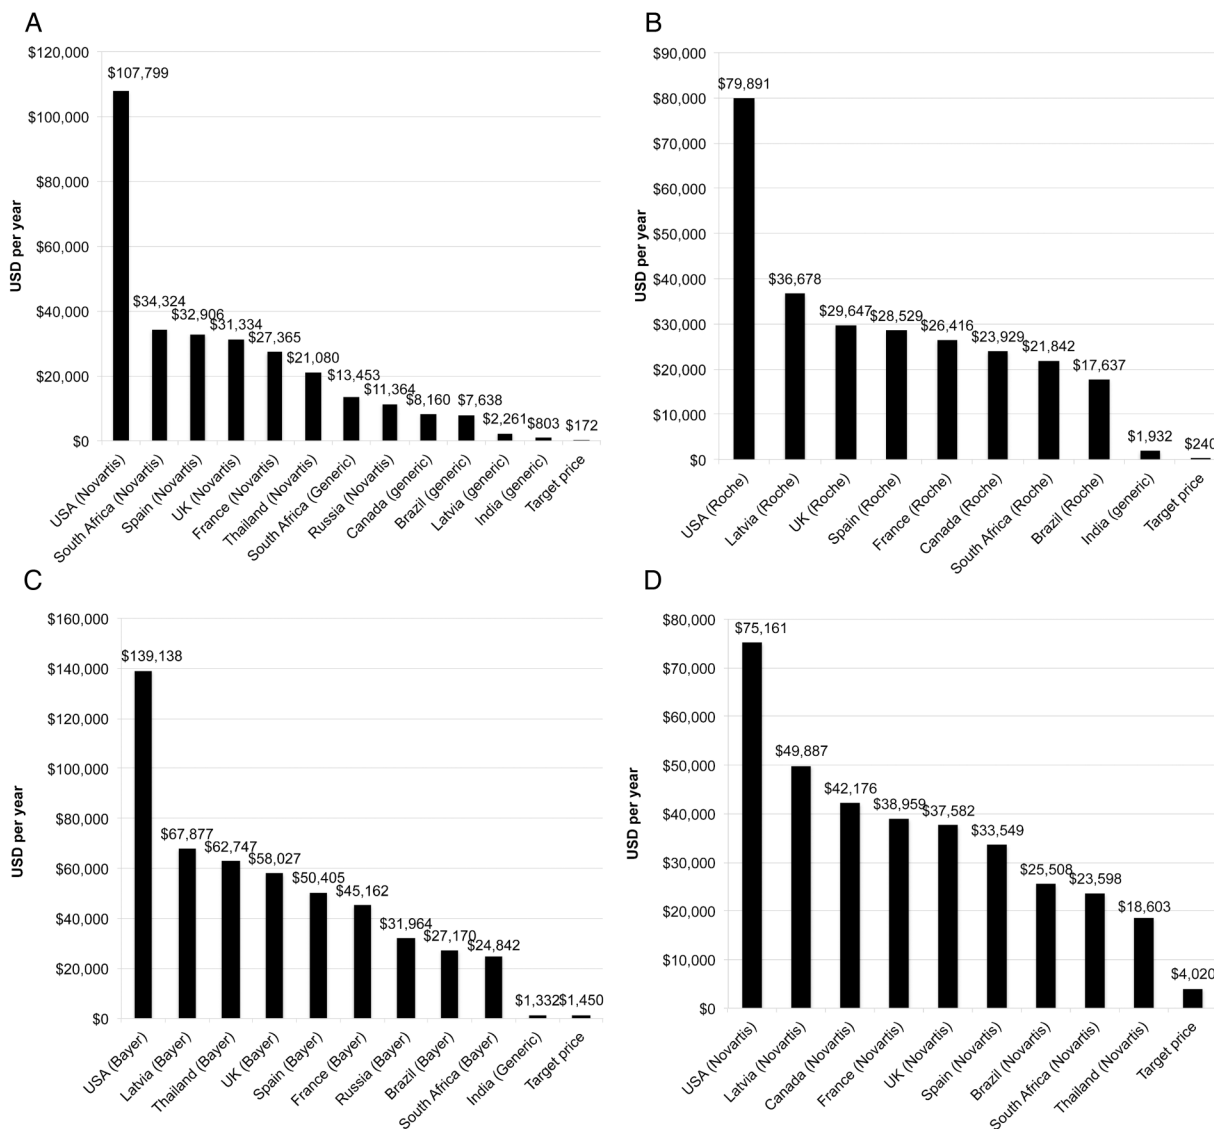 A
USD per year
$120,000
$100,000
$80,000
$60,000
$40,000
$20,000
$0
$107,799
$34,324
$32,906
$31,334
$27,365
$21,080
$13,453
$11,364
$8,160
$7,638
$2,261
$803
$172
USA (Novartis)
South Africa (Novartis)
Spain (Novartis)
UK (Novartis)
France (Novartis)
Thailand (Novartis)
South Africa (Generic)
Russia (Novartis)
Canada (generic)
Brazil (generic)
Latvia (generic)
India (generic)
Target price
B
USD per year
$90,000
$80,000
$70,000
$60,000
$50,000
$40,000
$30,000
$20,000
$10,000
$0
$79,891
$36,678
$29,647
$28,529
$26,416
$23,929
$21,842
$17,637
$1,932
$240
USA (Roche)
Latvia (Roche)
UK (Roche)
Spain (Roche)
France (Roche)
Canada (Roche)
South Africa (Roche)
Brazil (Roche)
India (generic)
Target price
C
USD per year
$160,000
$140,000
$120,000
$100,000
$80,000
$60,000
$40,000
$20,000
$0
$139,138
$67,877
$62,747
$58,027
$50,405
$45,162
$31,964
$27,170
$24,842
$1,332
$1,450
USA (Bayer)
Latvia (Bayer)
Thailand (Bayer)
UK (Bayer)
Spain (Bayer)
France (Bayer)
Russia (Bayer)
Brazil (Bayer)
South Africa (Bayer)
India (Generic)
Target price
D
USD per year
$80,000
$70,000
$60,000
$50,000
$40,000
$30,000
$20,000
$10,000
$0
$75,161
$49,887
$42,176
$38,959
$37,582
$33,549
$25,508
$23,598
$18,603
$4,020
USA (Novartis)
Latvia (Novartis)
Canada (Novartis)
France (Novartis)
UK (Novartis)
Spain (Novartis)
Brazil (Novartis)
South Africa (Novartis)
Thailand (Novartis)
Target price